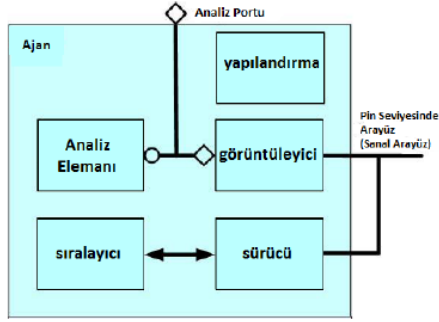 Analiz Portu
Ajan
yapılandırma
Pin Seviyesinde
Arayüz
(Sanal Arayüz)
Analiz
Elemanı
görüntüleyici
sıralayıcı
sürücü